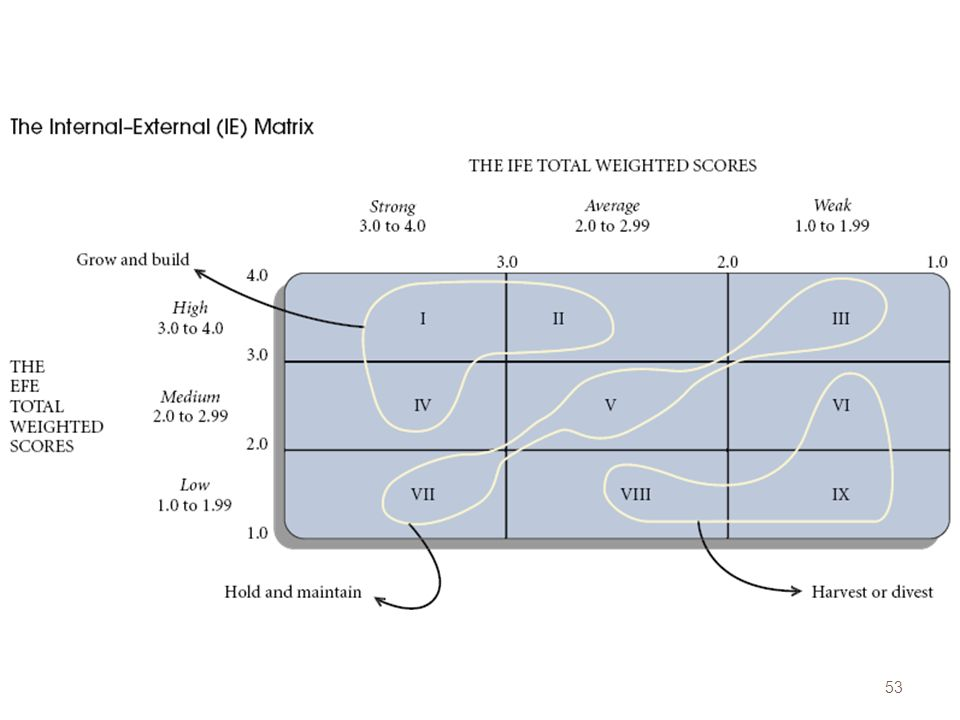 The Internal–External (IE) Matrix
THE IFE TOTAL WEIGHTED SCORES
Strong
3.0 to 4.0
Average
2.0 to 2.99
Weak
1.0 to 1.99
Grow and build
4.0
3.0
2.0
1.0
High
3.0 to 4.0
I
II
III
3.0
THE
EFE
TOTAL
WEIGHTED
SCORES
Medium
2.0 to 2.99
IV
V
VI
2.0
Low
1.0 to 1.99
VII
VIII
IX
1.0
Hold and maintain
Harvest or divest
53